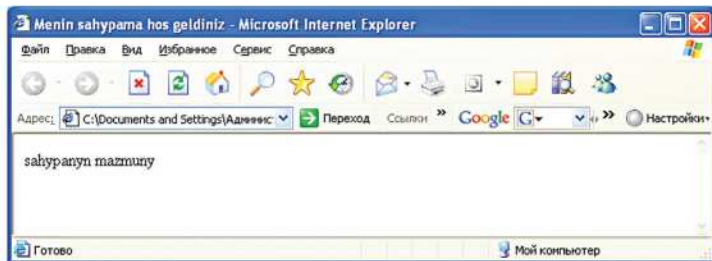 Menin sahypama hos geldiniz - Microsoft Internet Explorer
Файл Правка Вид Избранное Сервис Справка
Адрес: C:\Documents and Settings\Админис Переход Ссылки » Google G » Настройки
sahypanyn mazmuny
Готово Мой компьютер